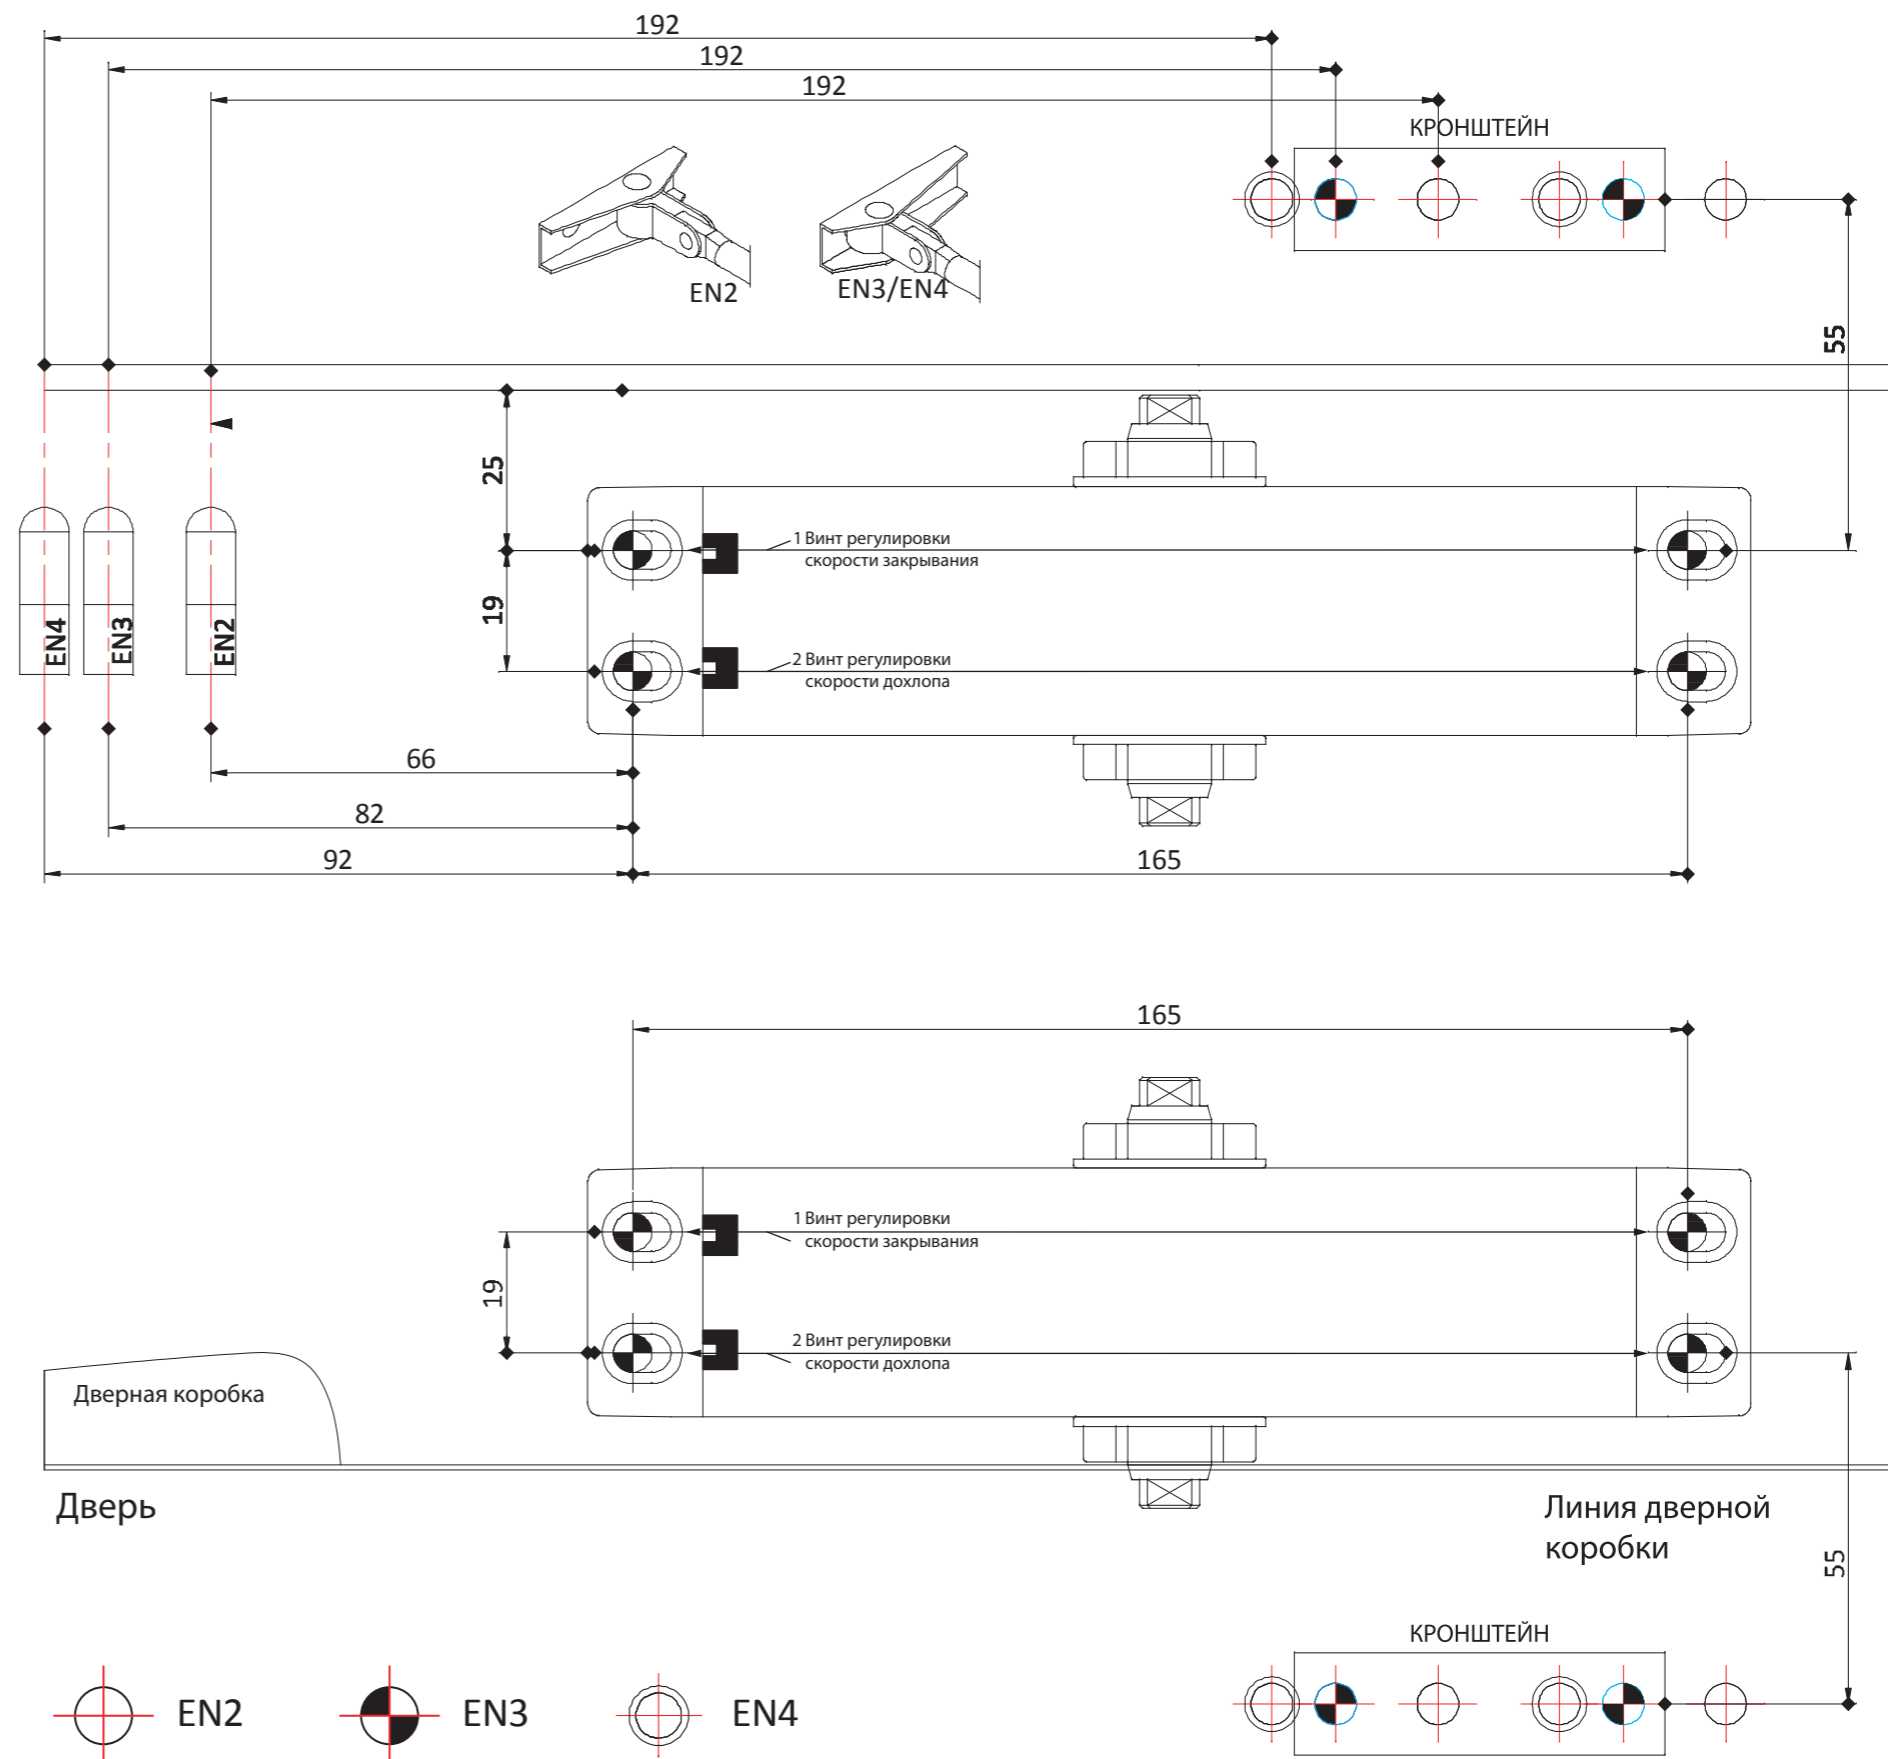 192
192
192
КРОНШТЕЙН
EN2
EN3/EN4
55
25
1 Винт регулировки
скорости закрывания
19
EN4
EN3
EN2
2 Винт регулировки
скорости дохлопа
66
82
92
165
165
1 Винт регулировки
скорости закрывания
19
2 Винт регулировки
скорости дохлопа
Дверная коробка
Дверь
Линия дверной
коробки
55
КРОНШТЕЙН
EN2
EN3
EN4